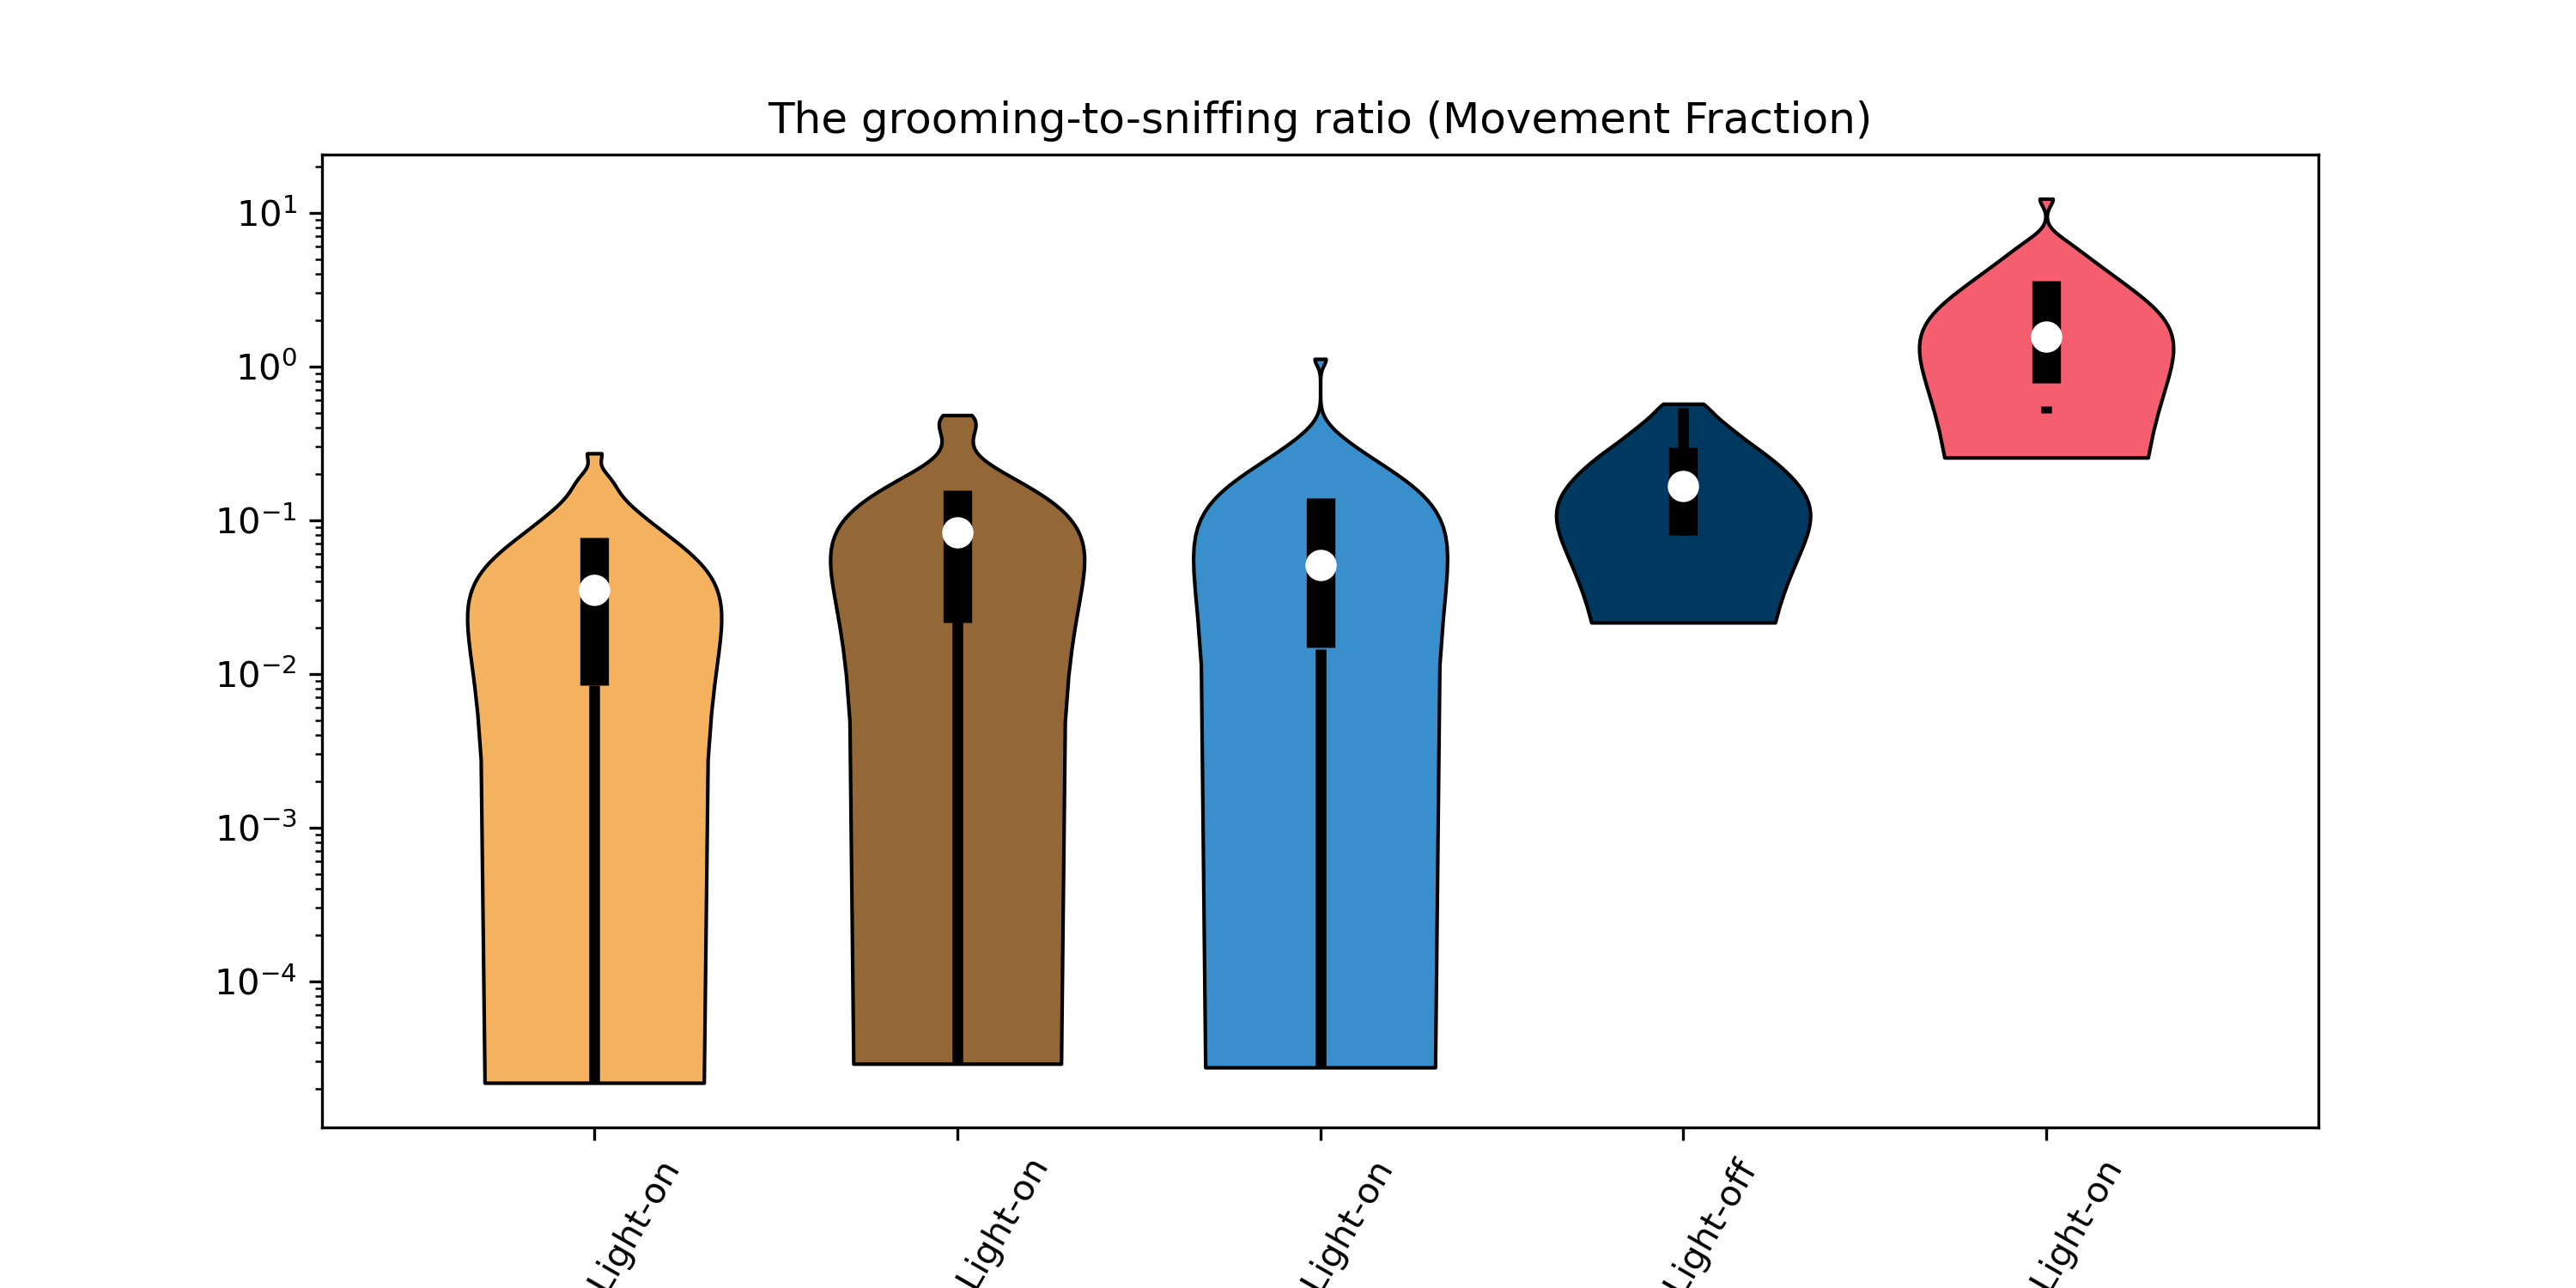 The grooming-to-sniffing ratio (Movement Fraction)
10¹
10⁰
10⁻¹
10⁻²
10⁻³
10⁻⁴
Light-on
Light-on
Light-on
Light-off
Light-on